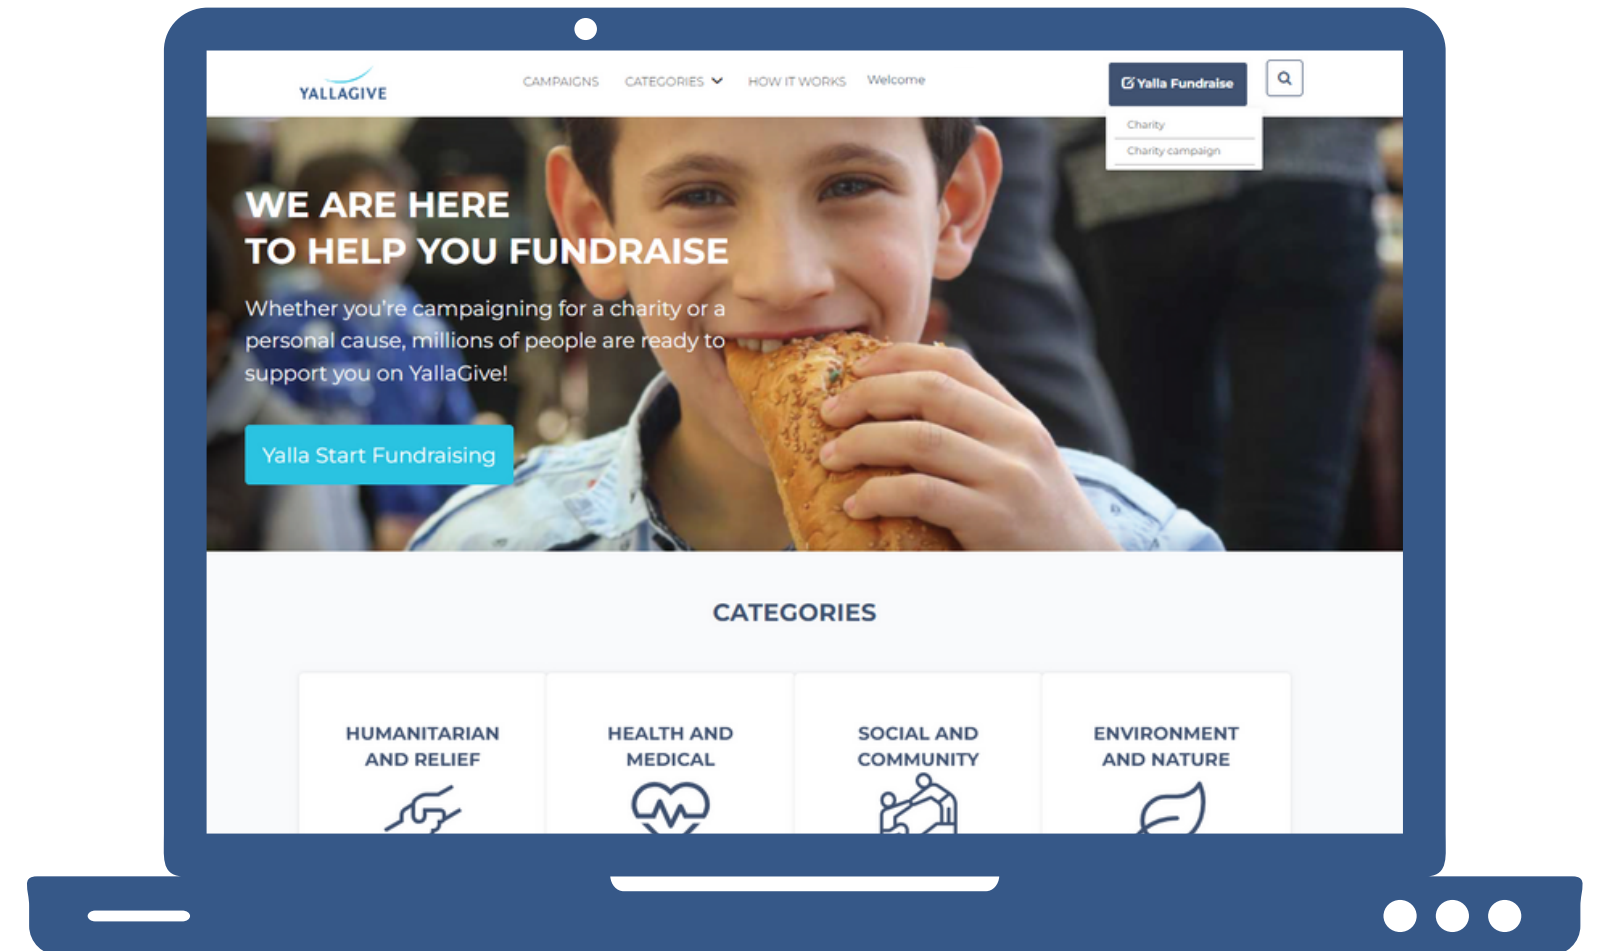 YALLAGIVE
CAMPAIGNS
CATEGORIES
HOW IT WORKS
Welcome
Yalla Fundraise
Charity
Charity campaign
WE ARE HERE
TO HELP YOU FUNDRAISE
Whether you're campaigning for a charity or a
personal cause, millions of people are ready to
support you on YallaGive!
Yalla Start Fundraising
CATEGORIES
HUMANITARIAN
AND RELIEF
HEALTH AND
MEDICAL
SOCIAL AND
COMMUNITY
ENVIRONMENT
AND NATURE